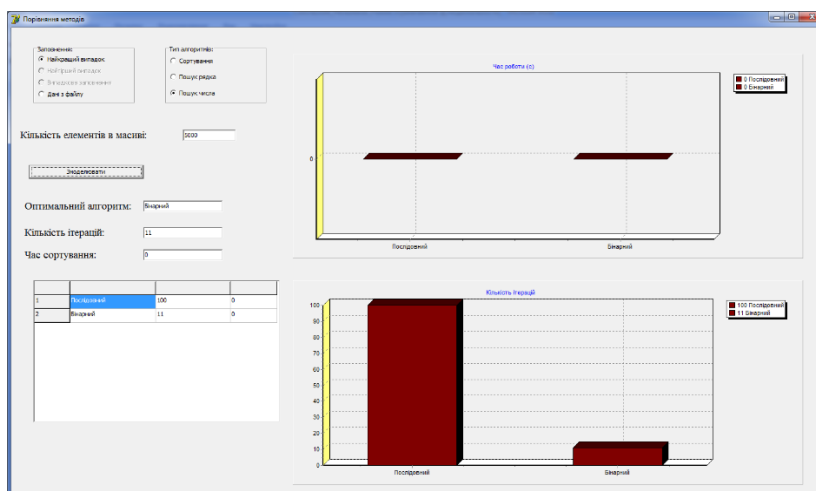 Порівняння методів
Заповнення:
Найкращий випадок
Найгірший випадок
Випадкове заповнення
Дані з файлу
Тип алгоритмів:
Сортування
Пошук рядка
Пошук числа
Кількість елементів в масиві:
5000
Змоделювати
Оптимальний алгоритм:
Бінарний
Кількість ітерацій:
11
Час сортування:
0
1 Послідовний 100 0
2 Бінарний 11 0
Час роботи (с)
0 Послідовний
0 Бінарний
0
Послідовний Бінарний
Кількість ітерацій
100 Послідовний
11 Бінарний
100
90
80
70
60
50
40
30
20
10
0
Послідовний Бінарний